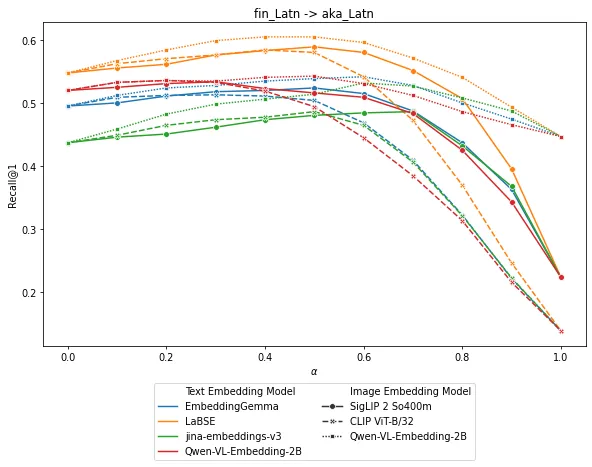 fin_Latn -> aka_Latn
Recall@1
0.6
0.5
0.4
0.3
0.2
0.0 0.2 0.4 0.6 0.8 1.0
α
Text Embedding Model Image Embedding Model
EmbeddingGemma SigLIP 2 So400m
LaBSE CLIP ViT-B/32
jina-embeddings-v3 Qwen-VL-Embedding-2B
Qwen-VL-Embedding-2B